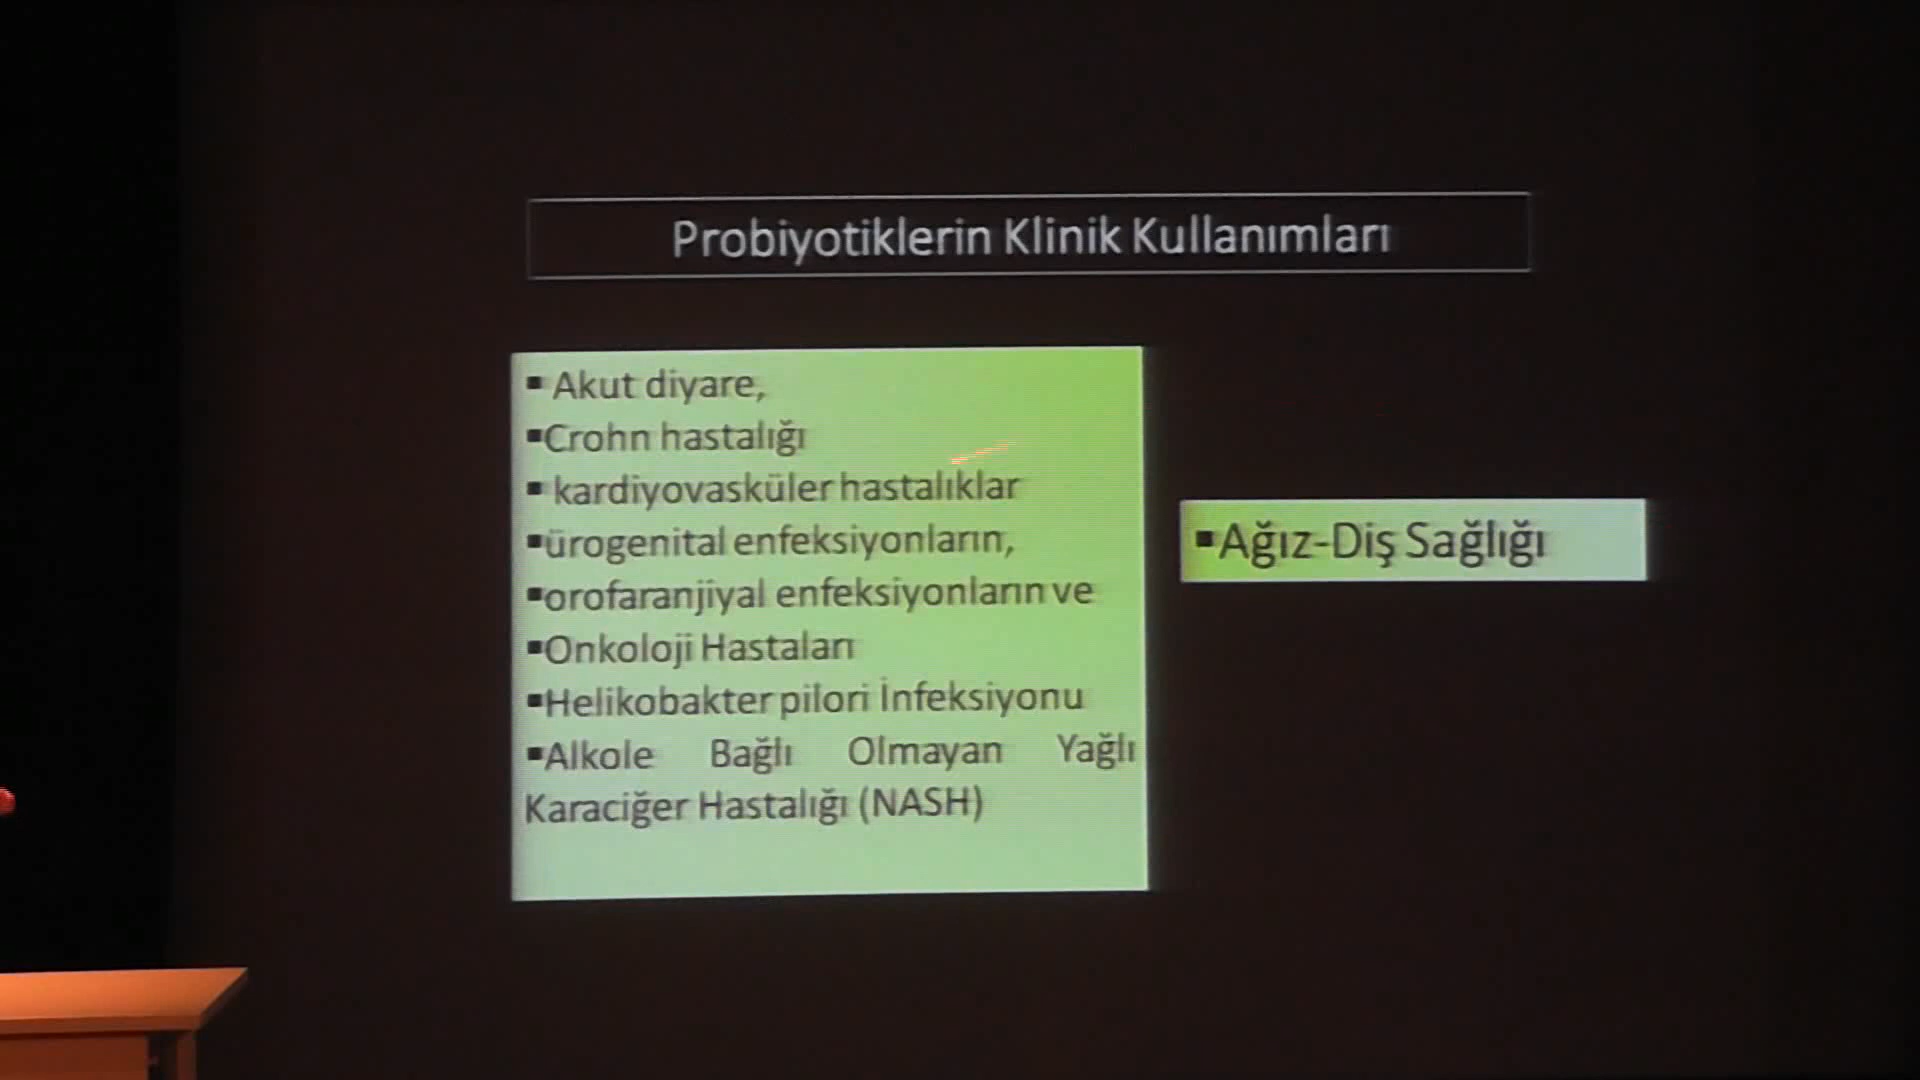 Probiyotiklerin Klinik Kullanımları
▪ Akut diyare,
▪Crohn hastalığı
▪ kardiyovasküler hastalıklar
▪ürogenital enfeksiyonların,
▪orofaranjiyal enfeksiyonların ve
▪Onkoloji Hastaları
▪Helikobakter pilori İnfeksiyonu
▪Alkole Bağlı Olmayan Yağlı
Karaciğer Hastalığı (NASH)
▪Ağız-Diş Sağlığı